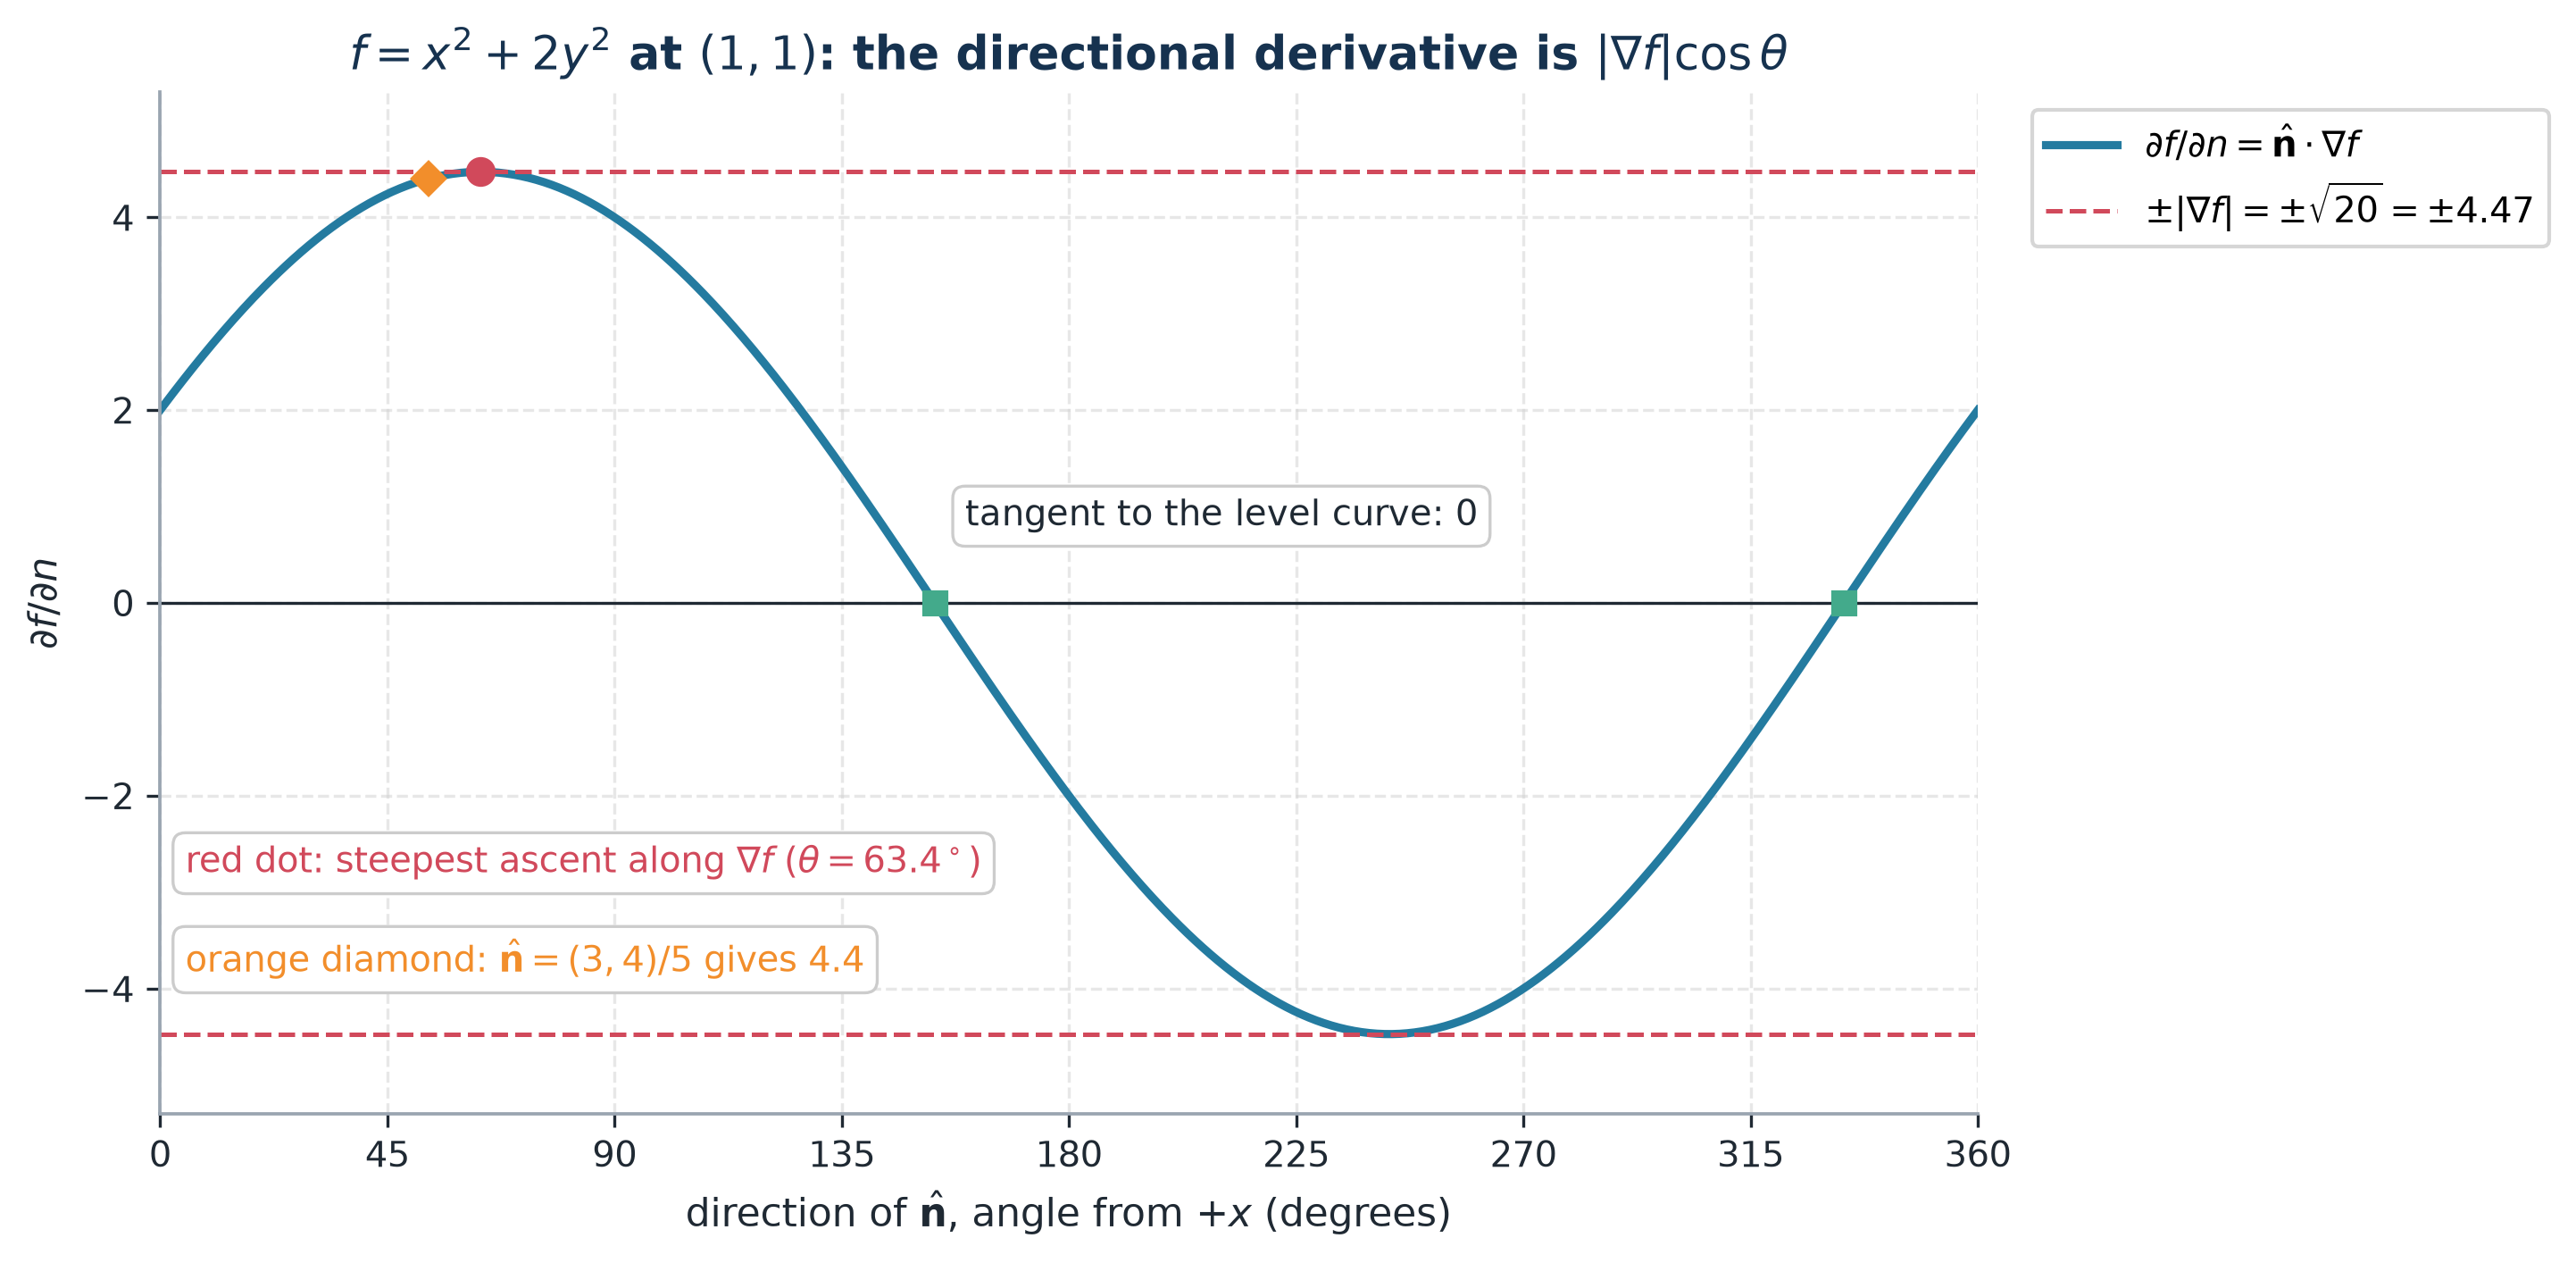 f = x² + 2y² at (1, 1): the directional derivative is |∇f|cos θ
∂f/∂n = n̂ · ∇f
±|∇f| = ±√20 = ±4.47
∂f/∂n
4
2
0
−2
−4
tangent to the level curve: 0
red dot: steepest ascent along ∇f (θ = 63.4°)
orange diamond: n̂ = (3, 4)/5 gives 4.4
0 45 90 135 180 225 270 315 360
direction of n̂, angle from +x (degrees)